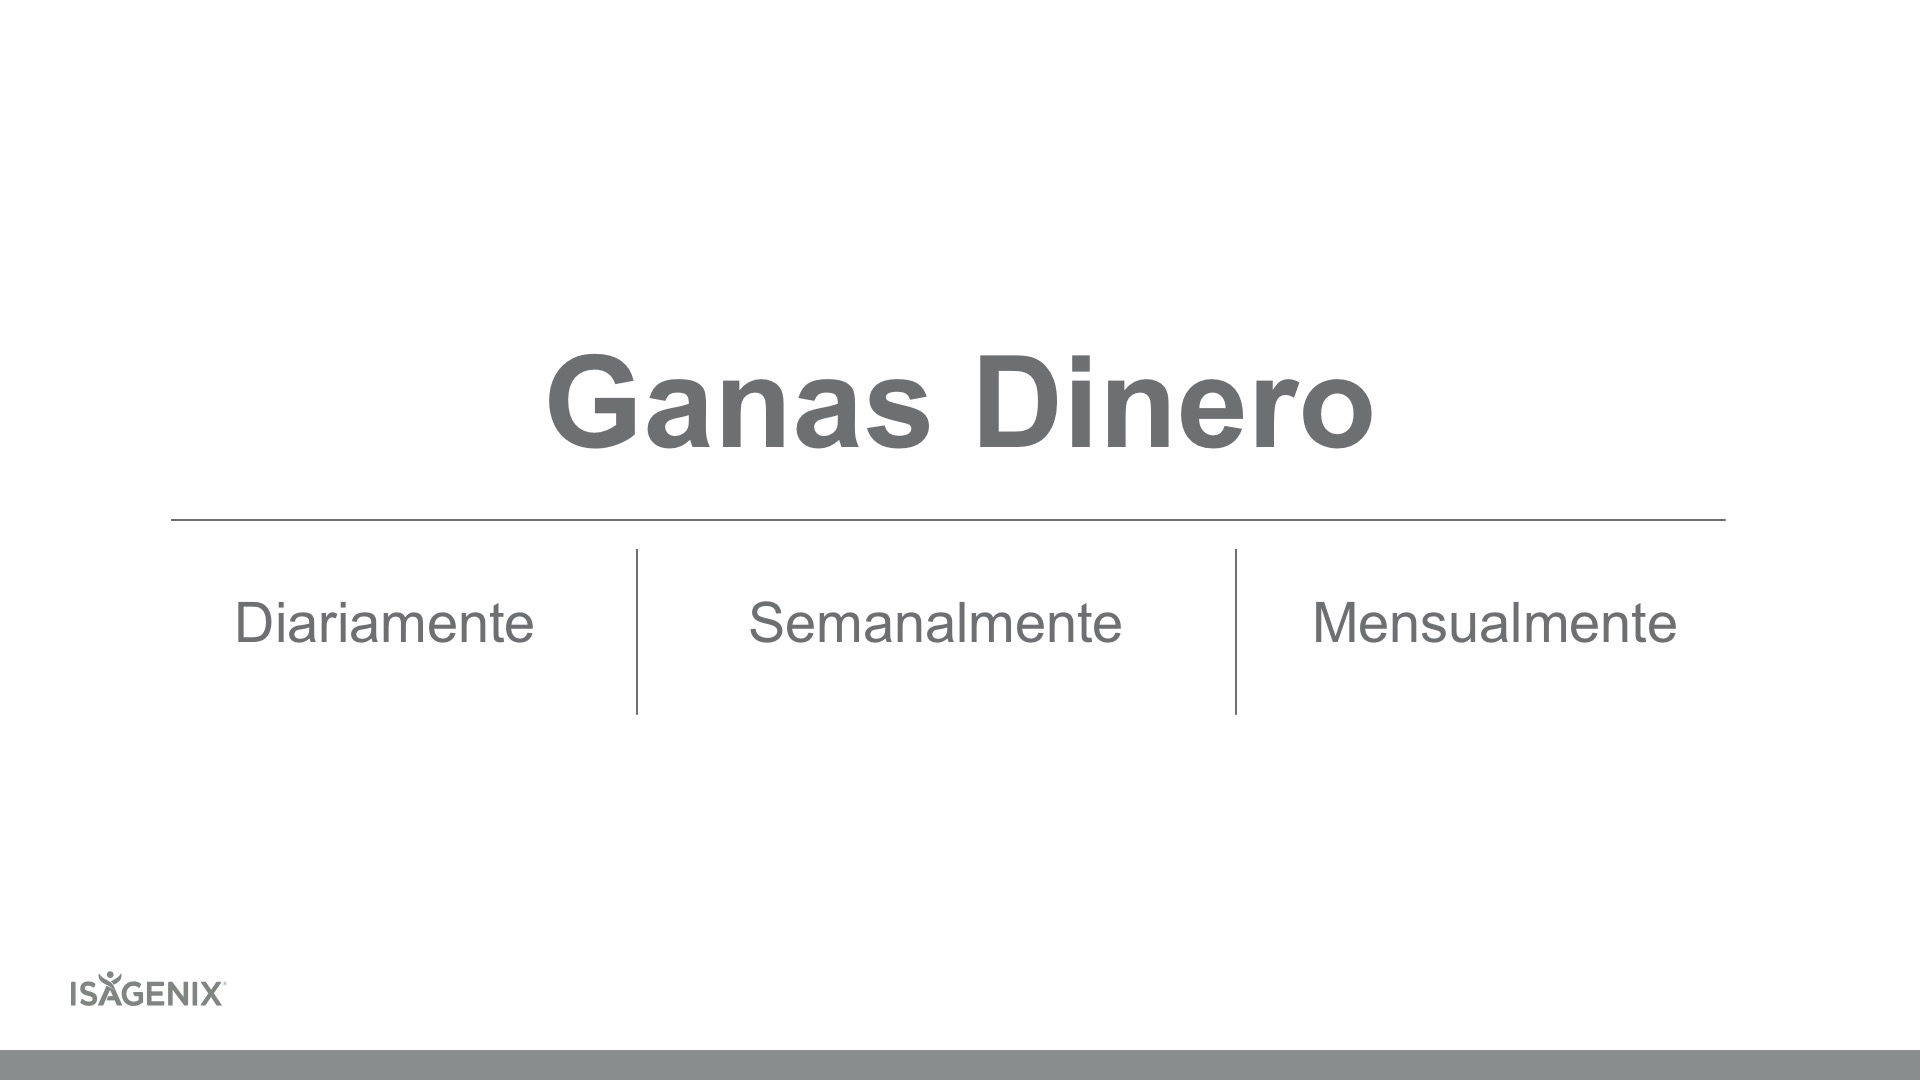 Ganas Dinero
Diariamente
Semanalmente
Mensualmente
ISAGENIX